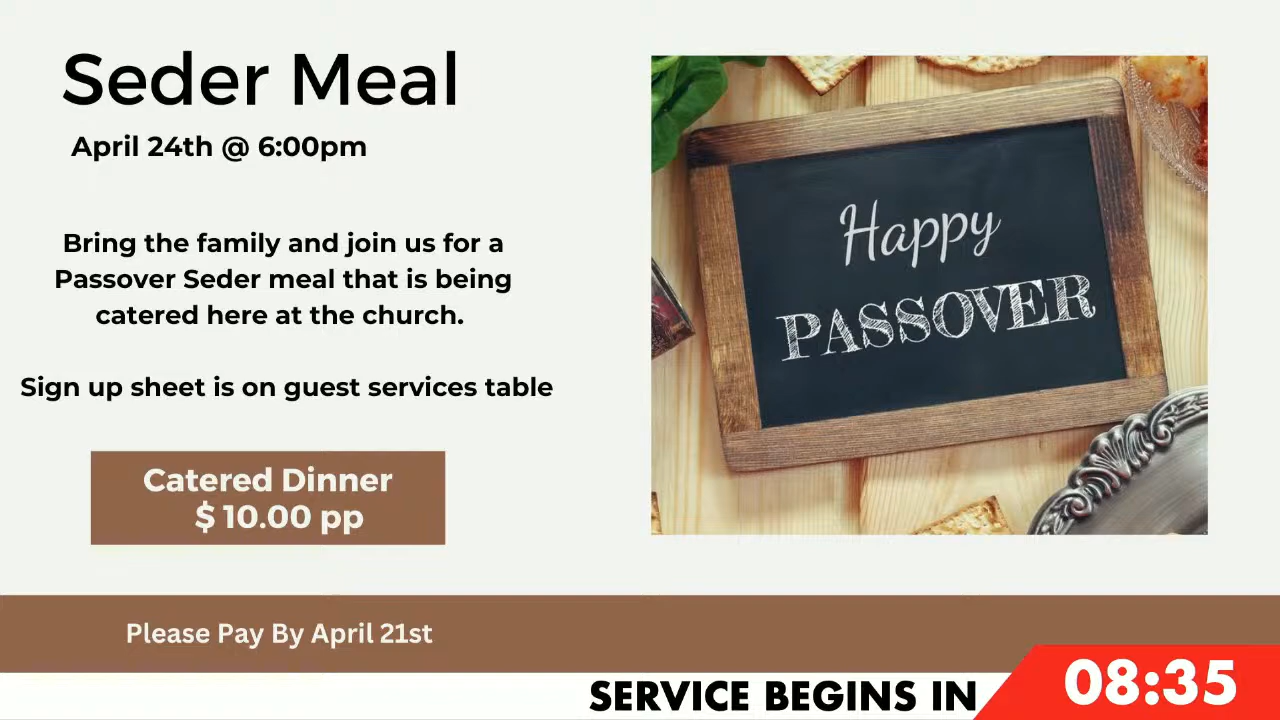 Seder Meal
April 24th @ 6:00pm
Bring the family and join us for a
Passover Seder meal that is being
catered here at the church.
Sign up sheet is on guest services table
Catered Dinner
$ 10.00 pp
Happy
PASSOVER
Please Pay By April 21st
SERVICE BEGINS IN 08:35